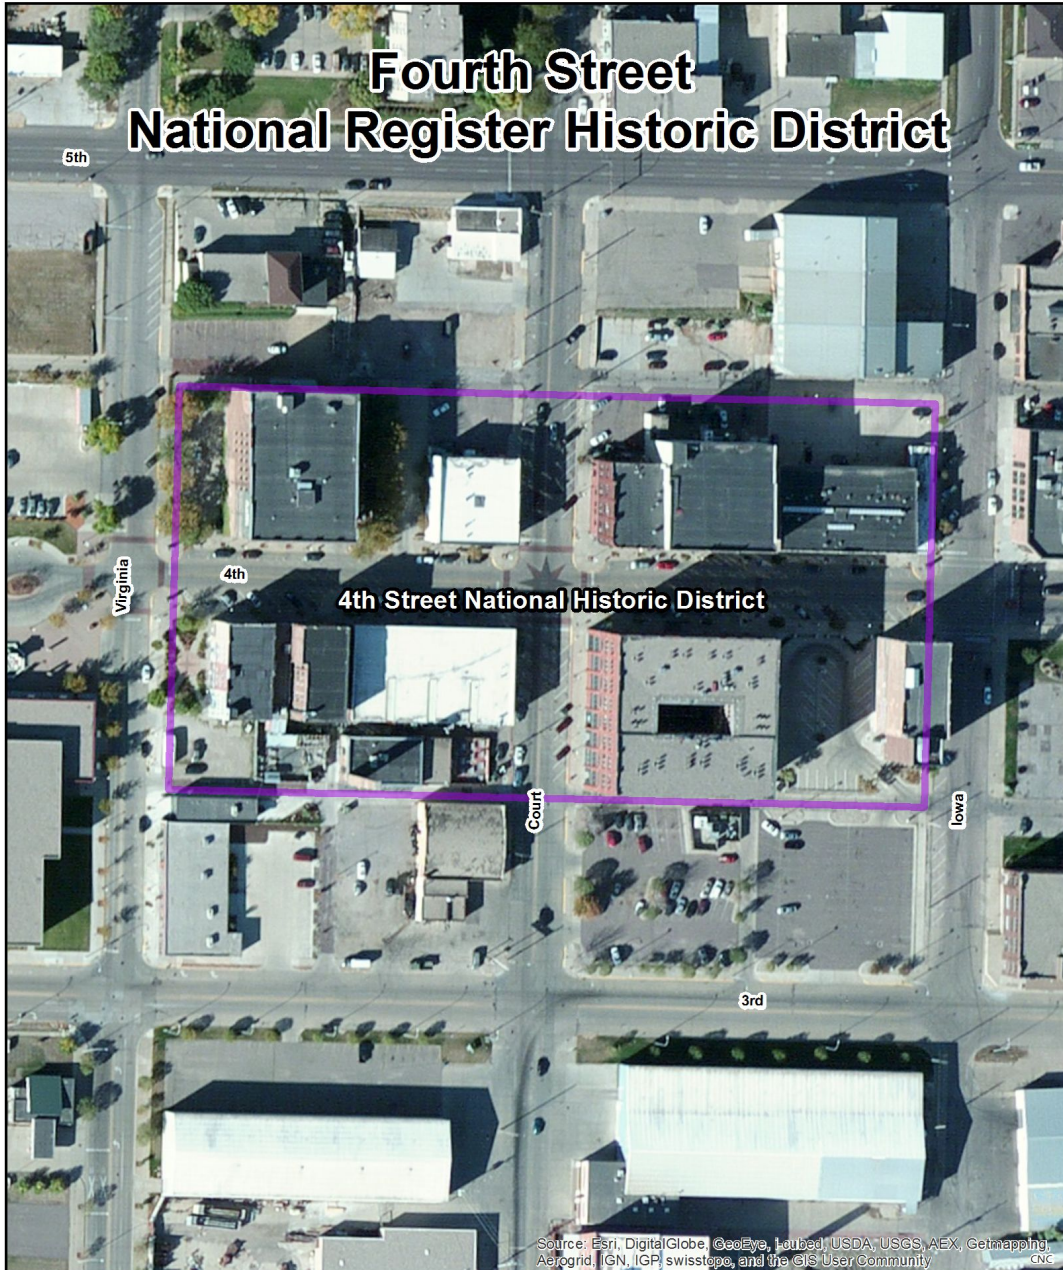 Fourth Street
National Register Historic District
5th
Virginia
4th
4th Street National Historic District
Court
Iowa
3rd
Source: Esri, DigitalGlobe, GeoEye, i-cubed, USDA, USGS, AEX, Getmapping,
Aerogrid, IGN, IGP, swisstopo, and the GIS User Community
CNC